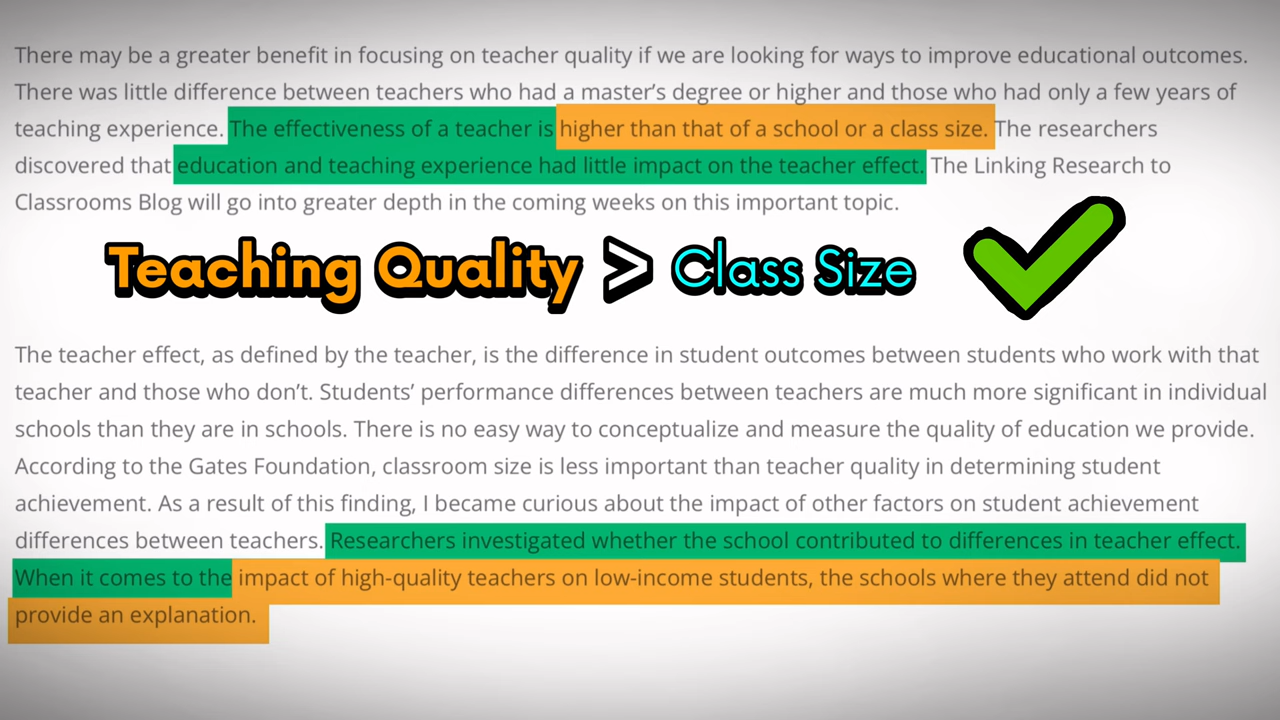 There may be a greater benefit in focusing on teacher quality if we are looking for ways to improve educational outcomes.
There was little difference between teachers who had a master’s degree or higher and those who had only a few years of
teaching experience. The effectiveness of a teacher is higher than that of a school or a class size. The researchers
discovered that education and teaching experience had little impact on the teacher effect. The Linking Research to
Classrooms Blog will go into greater depth in the coming weeks on this important topic.
Teaching Quality > Class Size
The teacher effect, as defined by the teacher, is the difference in student outcomes between students who work with that
teacher and those who don’t. Students’ performance differences between teachers are much more significant in individual
schools than they are in schools. There is no easy way to conceptualize and measure the quality of education we provide.
According to the Gates Foundation, classroom size is less important than teacher quality in determining student
achievement. As a result of this finding, I became curious about the impact of other factors on student achievement
differences between teachers. Researchers investigated whether the school contributed to differences in teacher effect.
When it comes to the impact of high-quality teachers on low-income students, the schools where they attend did not
provide an explanation.